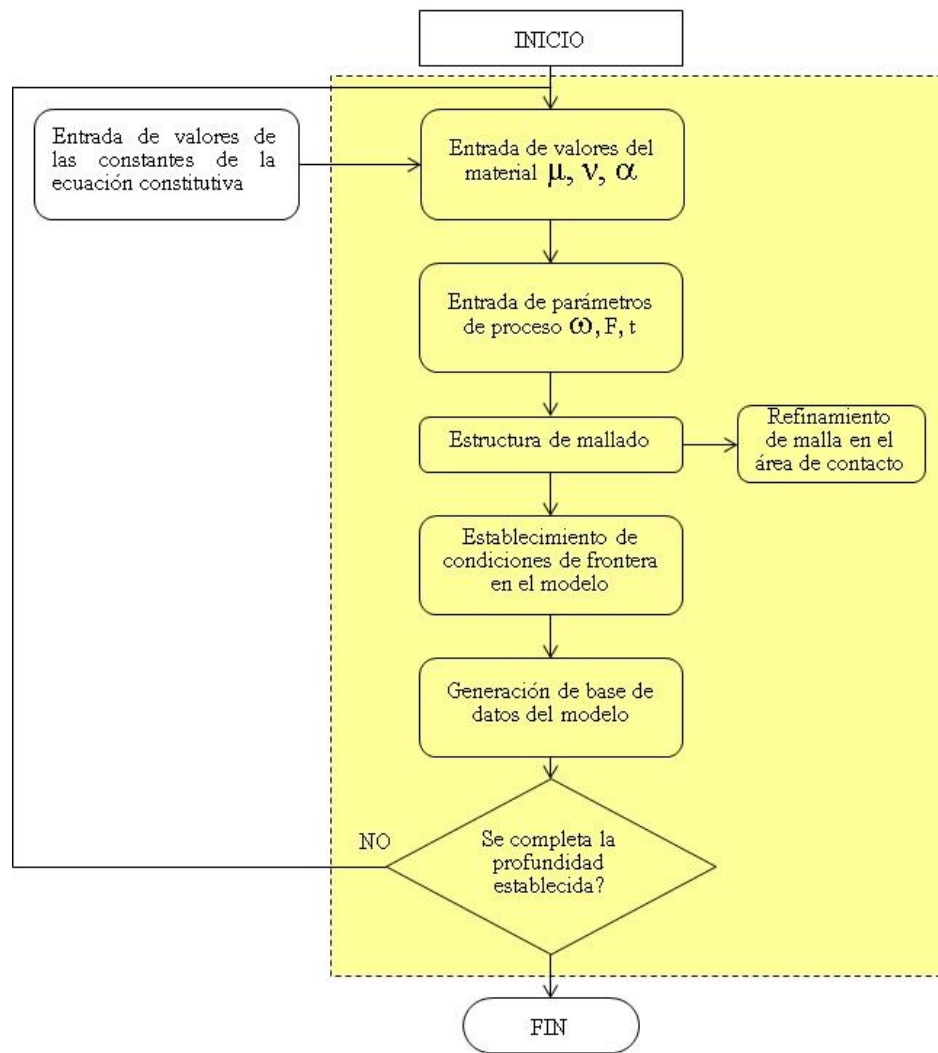 INICIO
Entrada de valores de
las constantes de la
ecuación constitutiva
Entrada de valores del
material μ, ν, α
Entrada de parámetros
de proceso ω, F, t
Estructura de mallado
Refinamiento
de malla en el
área de contacto
Establecimiento de
condiciones de frontera
en el modelo
Generación de base de
datos del modelo
NO
Se completa la
profundidad
establecida?
FIN